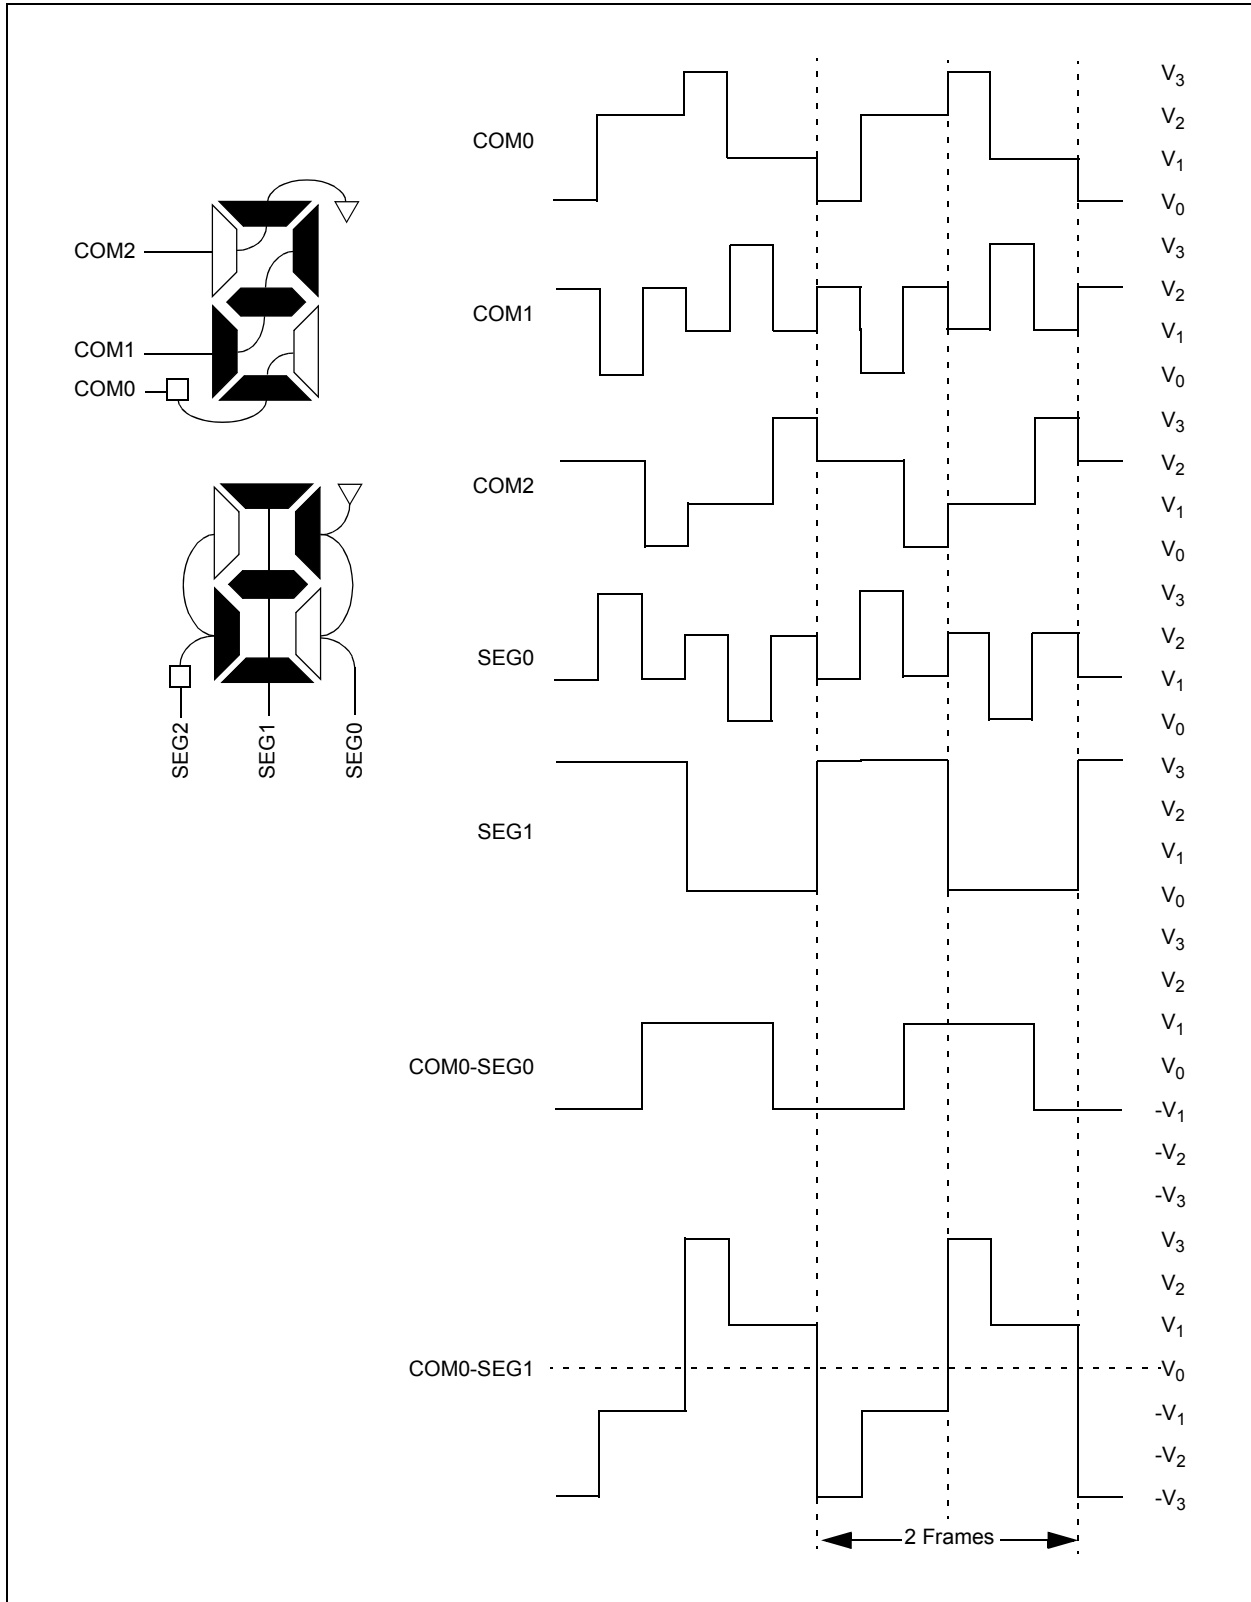 COM2
COM1
COM0
SEG2
SEG1
SEG0
COM0
V3
V2
V1
V0
COM1
V3
V2
V1
V0
COM2
V3
V2
V1
V0
SEG0
V3
V2
V1
V0
SEG1
V3
V2
V1
V0
COM0-SEG0
V3
V2
V1
V0
-V1
-V2
-V3
COM0-SEG1
V3
V2
V1
V0
-V1
-V2
-V3
2 Frames